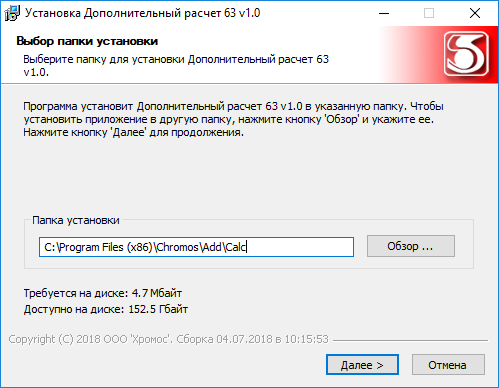 Установка Дополнительный расчет 63 v1.0
Выбор папки установки
Выберите папку для установки Дополнительный расчет 63
v1.0.
Программа установит Дополнительный расчет 63 v1.0 в указанную папку. Чтобы
установить приложение в другую папку, нажмите кнопку 'Обзор' и укажите ее.
Нажмите кнопку 'Далее' для продолжения.
Папка установки
C:\Program Files (x86)\Chromos\Add\Calc
Обзор ...
Требуется на диске: 4.7 Мбайт
Доступно на диске: 152.5 Гбайт
Copyright (C) 2018 ООО 'Хромос'. Сборка 04.07.2018 в 10:15:53
Далее >
Отмена